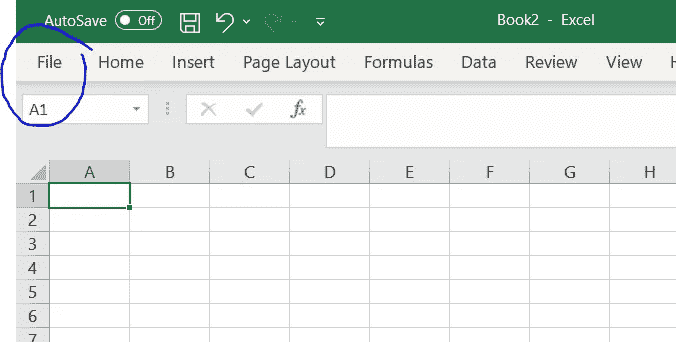 AutoSave Off Book2 - Excel
File Home Insert Page Layout Formulas Data Review View
A1 fx
A B C D E F G H
1
2
3
4
5
6
7